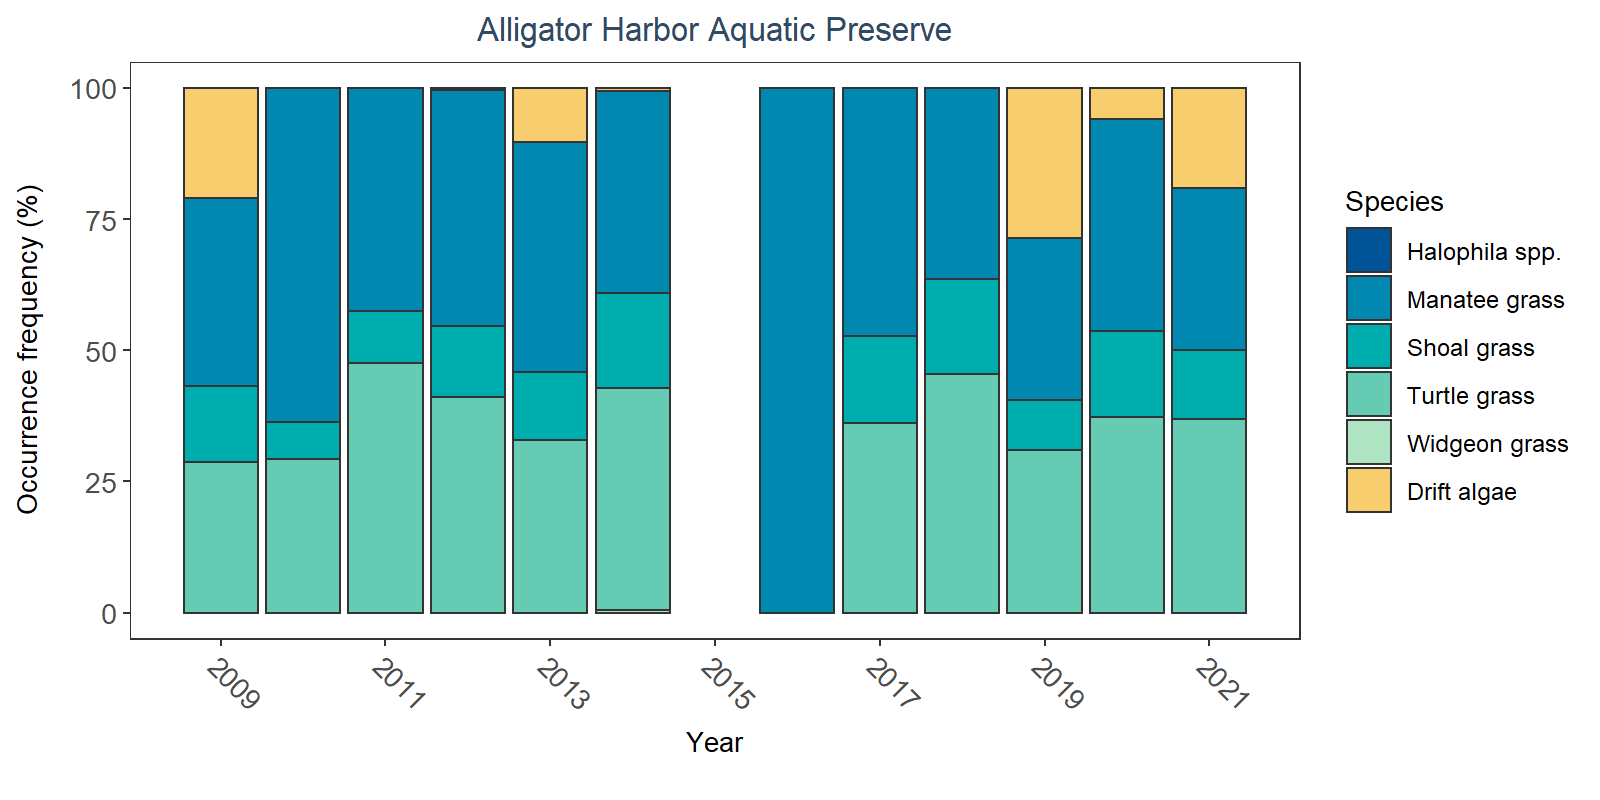 Alligator Harbor Aquatic Preserve
Occurrence frequency (%)
100
75
50
25
0
2009
2011
2013
2015
2017
2019
2021
Year
Species
Halophila spp.
Manatee grass
Shoal grass
Turtle grass
Widgeon grass
Drift algae